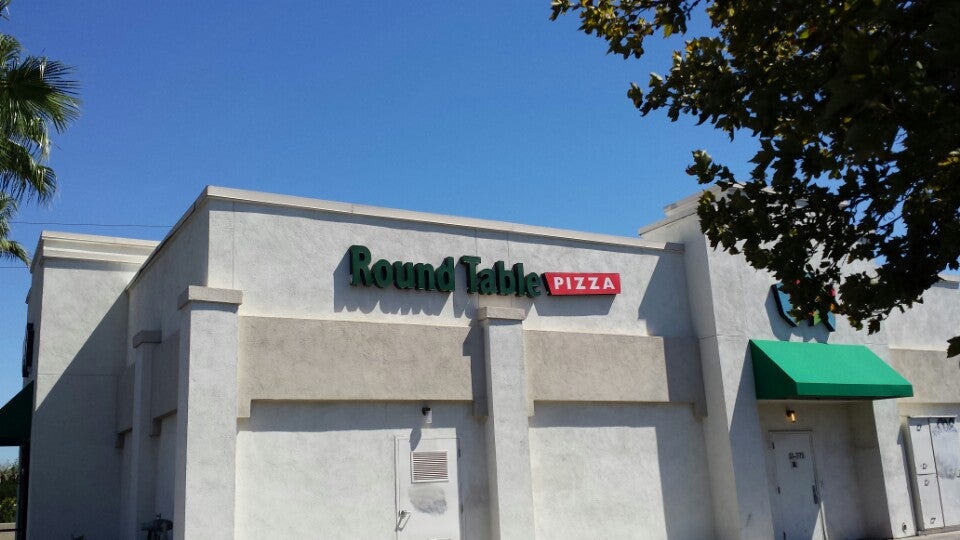 Round Table PIZZA